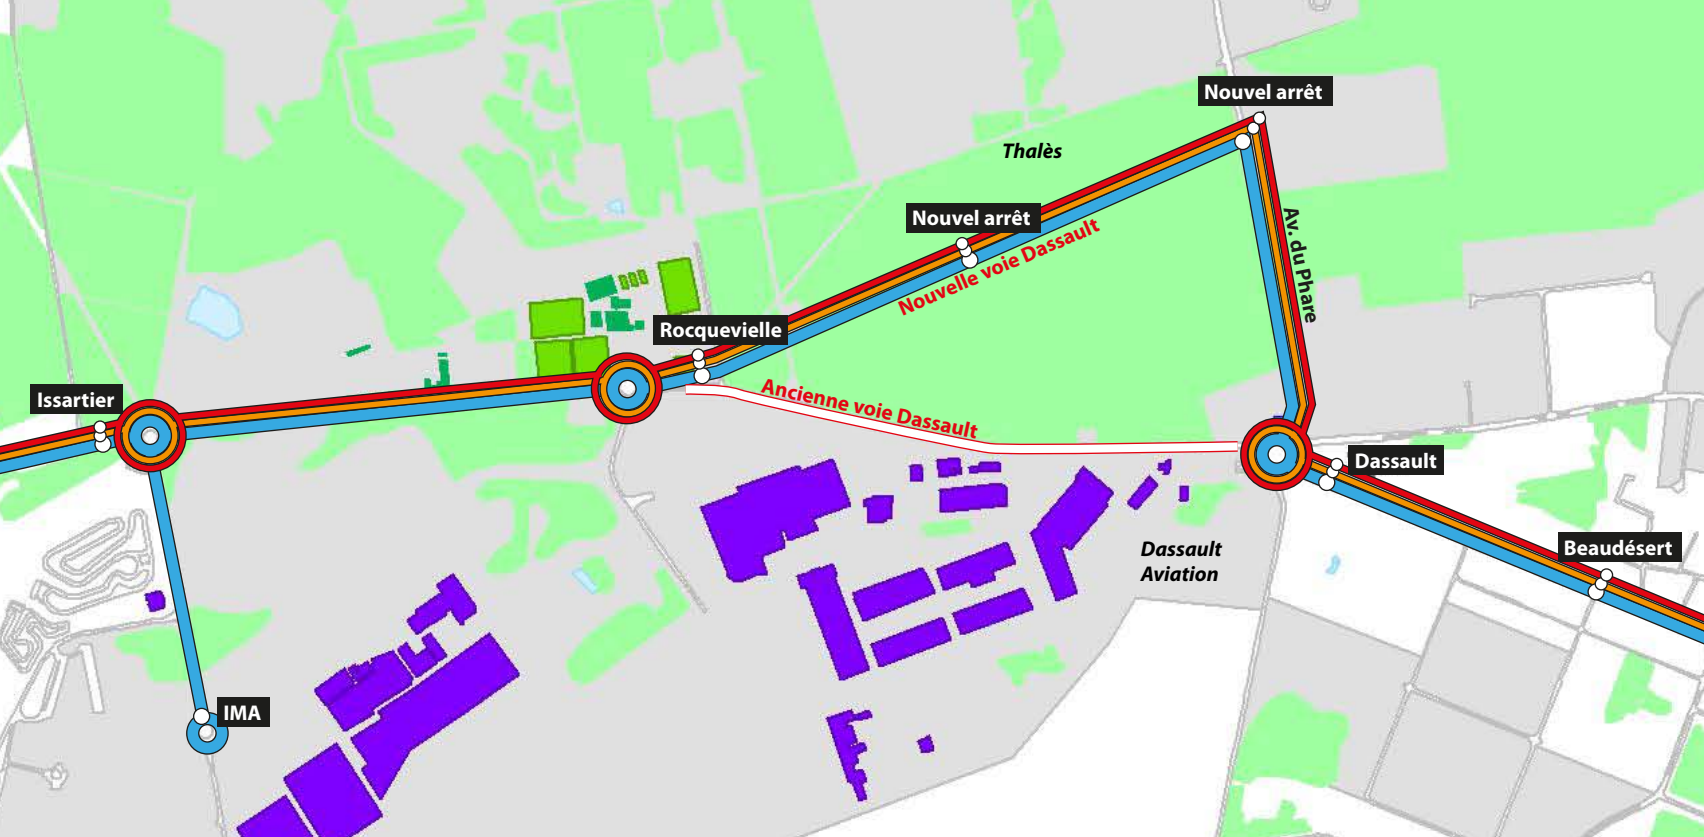 Nouvel arrêt
Thalès
Nouvel arrêt
Nouvelle voie Dassault
Av. du Phare
Rocquevielle
Ancienne voie Dassault
Issartier
Dassault
Dassault
Aviation
Beaudésert
IMA